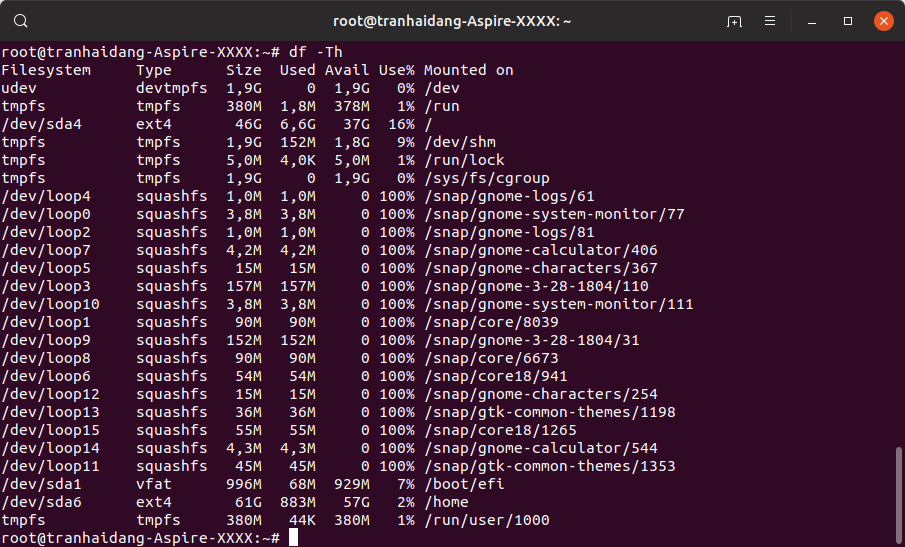 root@tranhaidang-Aspire-XXXX: ~
root@tranhaidang-Aspire-XXXX:~# df -Th
Filesystem     Type      Size  Used Avail Use% Mounted on
udev           devtmpfs  1,9G     0  1,9G   0% /dev
tmpfs          tmpfs     380M  1,8M  378M   1% /run
/dev/sda4      ext4       46G  6,6G   37G  16% /
tmpfs          tmpfs     1,9G  152M  1,8G   9% /dev/shm
tmpfs          tmpfs     5,0M  4,0K  5,0M   1% /run/lock
tmpfs          tmpfs     1,9G     0  1,9G   0% /sys/fs/cgroup
/dev/loop4     squashfs  1,0M  1,0M     0 100% /snap/gnome-logs/61
/dev/loop0     squashfs  3,8M  3,8M     0 100% /snap/gnome-system-monitor/77
/dev/loop2     squashfs  1,0M  1,0M     0 100% /snap/gnome-logs/81
/dev/loop7     squashfs  4,2M  4,2M     0 100% /snap/gnome-calculator/406
/dev/loop5     squashfs   15M   15M     0 100% /snap/gnome-characters/367
/dev/loop3     squashfs  157M  157M     0 100% /snap/gnome-3-28-1804/110
/dev/loop10    squashfs  3,8M  3,8M     0 100% /snap/gnome-system-monitor/111
/dev/loop1     squashfs   90M   90M     0 100% /snap/core/8039
/dev/loop9     squashfs  152M  152M     0 100% /snap/gnome-3-28-1804/31
/dev/loop8     squashfs   90M   90M     0 100% /snap/core/6673
/dev/loop6     squashfs   54M   54M     0 100% /snap/core18/941
/dev/loop12    squashfs   15M   15M     0 100% /snap/gnome-characters/254
/dev/loop13    squashfs   36M   36M     0 100% /snap/gtk-common-themes/1198
/dev/loop15    squashfs   55M   55M     0 100% /snap/core18/1265
/dev/loop14    squashfs  4,3M  4,3M     0 100% /snap/gnome-calculator/544
/dev/loop11    squashfs   45M   45M     0 100% /snap/gtk-common-themes/1353
/dev/sda1      vfat      996M   68M  929M   7% /boot/efi
/dev/sda6      ext4       61G  883M   57G   2% /home
tmpfs          tmpfs     380M   44K  380M   1% /run/user/1000
root@tranhaidang-Aspire-XXXX:~#